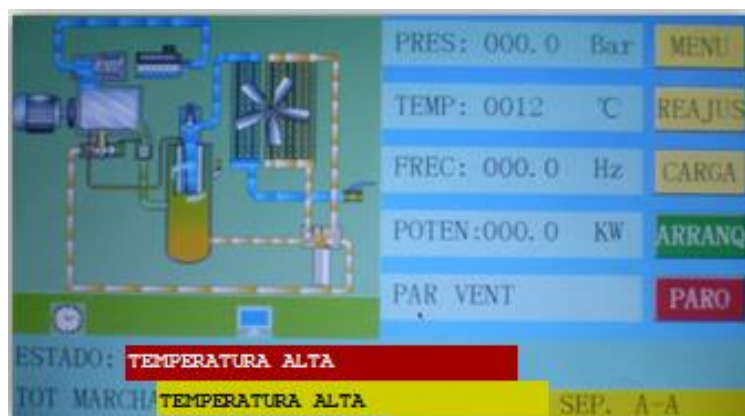 PRES: 000.0 Bar MENU
TEMP: 0012 ℃ REAJUS
FREC: 000.0 Hz CARGA
POTEN:000.0 KW ARRANQ
PAR VENT PARO
ESTADO: TEMPERATURA ALTA
TOT MARCHA TEMPERATURA ALTA SEP. A-A